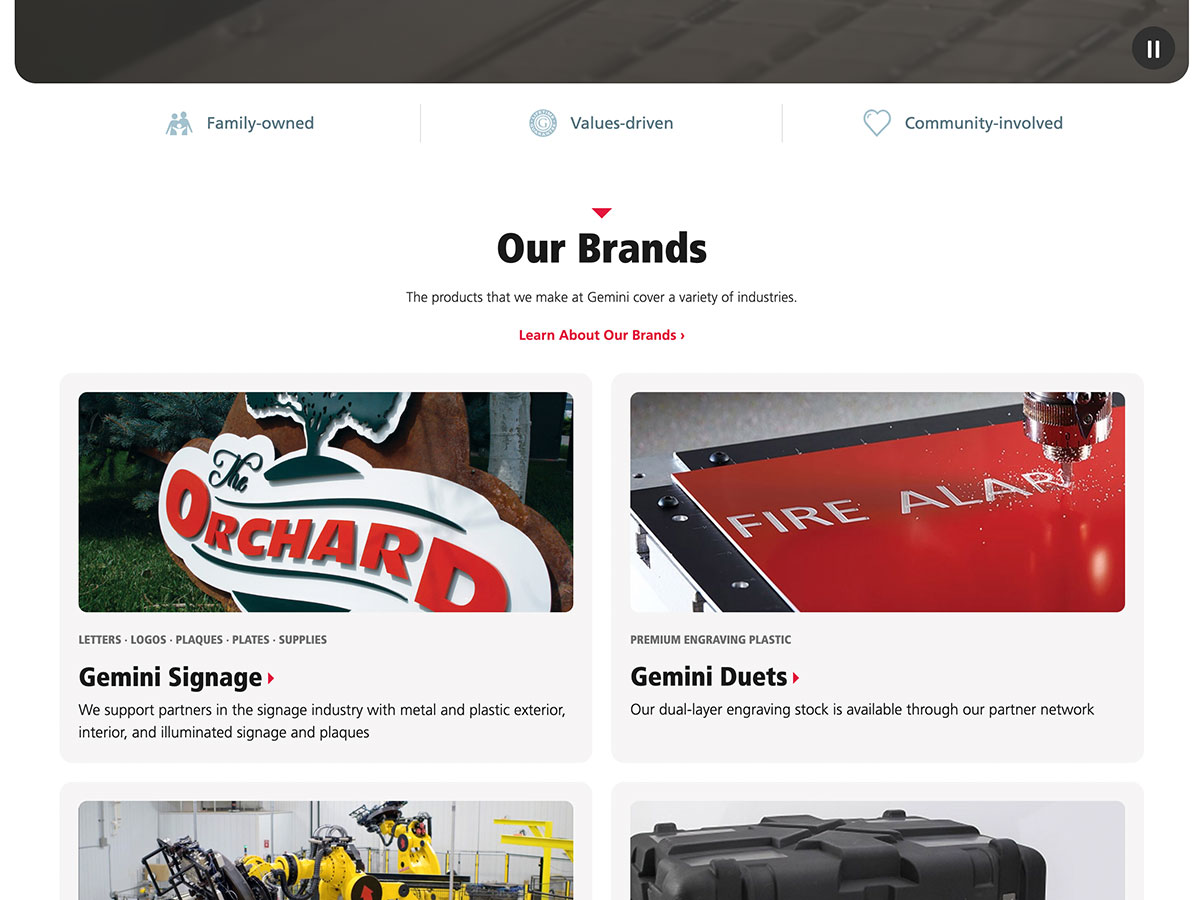 Family-owned
Values-driven
Community-involved
Our Brands
The products that we make at Gemini cover a variety of industries.
Learn About Our Brands ›
The
ORCHARD
FIRE ALAR
LETTERS · LOGOS · PLAQUES · PLATES · SUPPLIES
Gemini Signage
We support partners in the signage industry with metal and plastic exterior,
interior, and illuminated signage and plaques
PREMIUM ENGRAVING PLASTIC
Gemini Duets
Our dual-layer engraving stock is available through our partner network